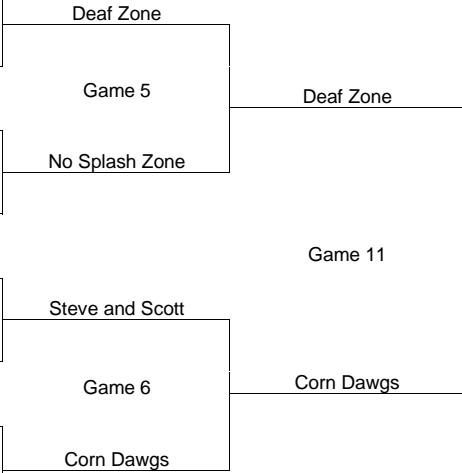 Deaf Zone
Game 5
Deaf Zone
No Splash Zone
Game 11
Steve and Scott
Game 6
Corn Dawgs
Corn Dawgs